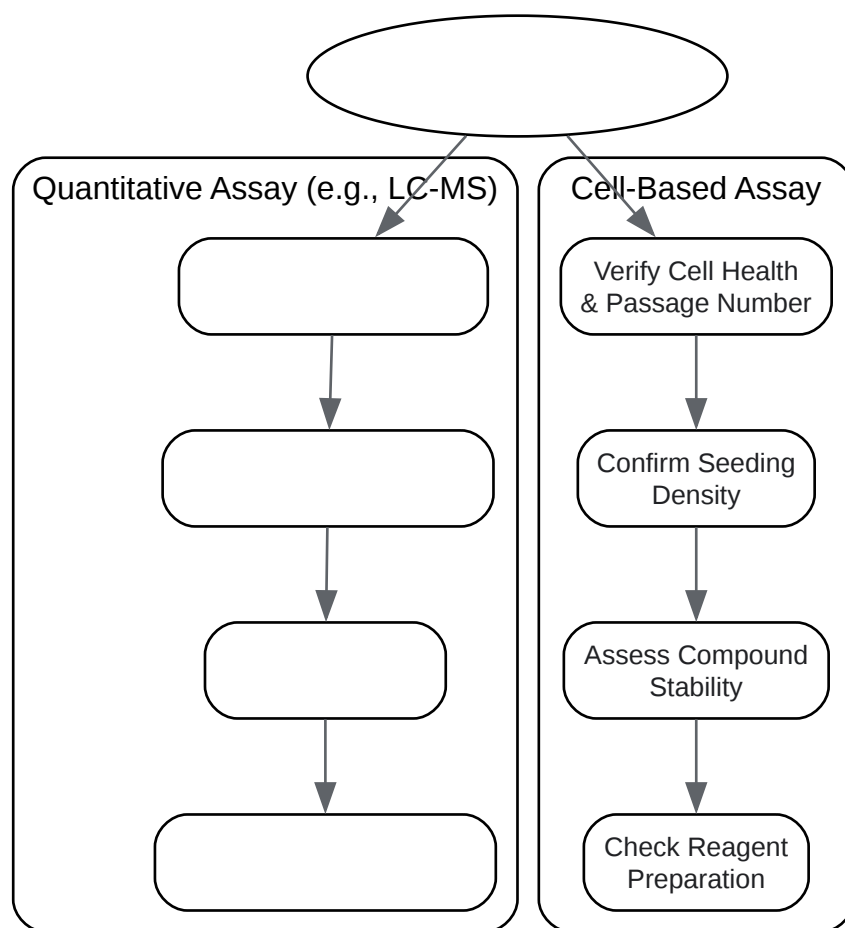 Quantitative Assay (e.g., LC-MS)
Cell-Based Assay
Verify Cell Health
& Passage Number
Confirm Seeding
Density
Assess Compound
Stability
Check Reagent
Preparation